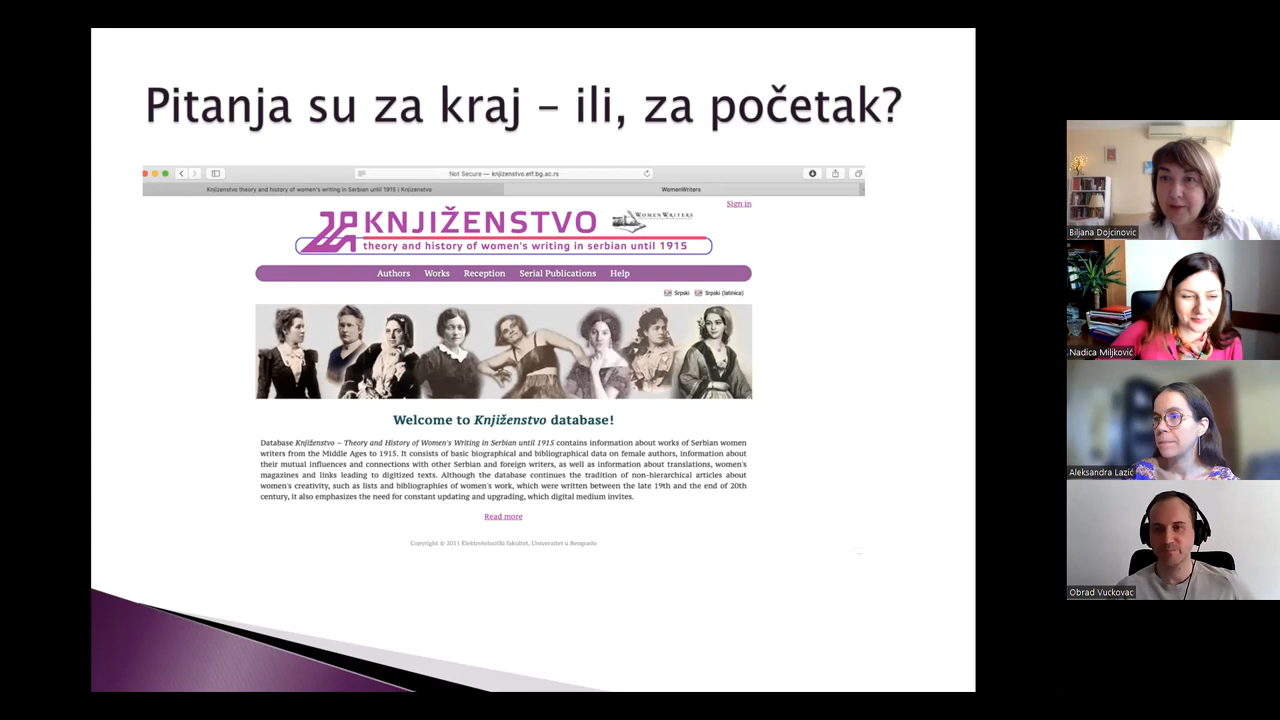 Pitanja su za kraj – ili, za početak?
Not Secure — knjizenstvo.etf.bg.ac.rs
Knjizenstvo theory and history of women's writing in Serbian until 1915 | Knjizenstvo
WomenWriters
Sign in
KNJIŽENSTVO
WOMENWRITERS
theory and history of women's writing in serbian until 1915
Authors Works Reception Serial Publications Help
Srpski Srpski (latinica)
Welcome to Knjiženstvo database!
Database Knjiženstvo – Theory and History of Women's Writing in Serbian until 1915 contains information about works of Serbian women
writers from the Middle Ages to 1915. It consists of basic biographical and bibliographical data on female authors, information about
their mutual influences and connections with other Serbian and foreign writers, as well as information about translations, women's
magazines and links leading to digitized texts. Although the database continues the tradition of non-hierarchical articles about
women's creativity, such as lists and bibliographies of women's work, which were written between the late 19th and the end of 20th
century, it also emphasizes the need for constant updating and upgrading, which digital medium invites.
Read more
Copyright © 2011 Elektrotehnički fakultet, Univerzitet u Beogradu
Biljana Dojcinovic
Nadica Miljković
Aleksandra Lazić
Obrad Vuckovac